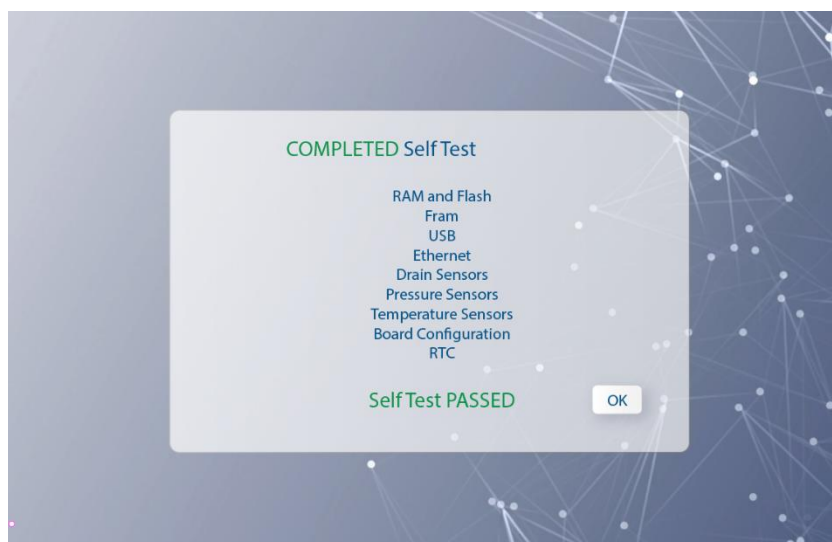 COMPLETED Self Test
RAM and Flash
Fram
USB
Ethernet
Drain Sensors
Pressure Sensors
Temperature Sensors
Board Configuration
RTC
Self Test PASSED
OK